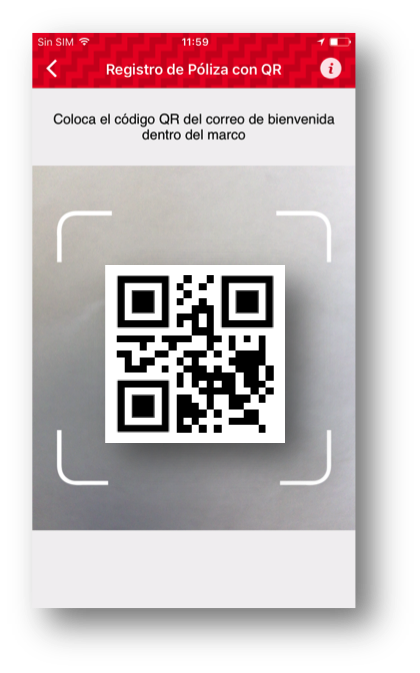 Sin SIM 11:59
Registro de Póliza con QR
Coloca el código QR del correo de bienvenida
dentro del marco